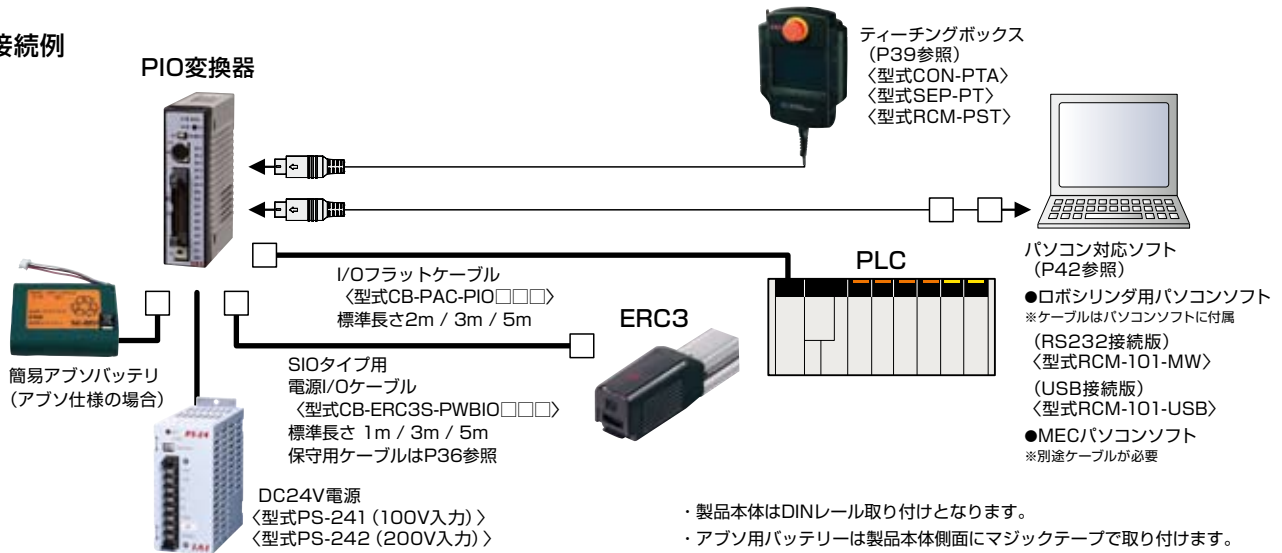 接続例
PIO変換器
ティーチングボックス
(P39参照)
〈型式CON-PTA〉
〈型式SEP-PT〉
〈型式RCM-PST〉
I/Oフラットケーブル
〈型式CB-PAC-PIO□□□〉
標準長さ2m / 3m / 5m
PLC
パソコン対応ソフト
(P42参照)
●ロボシリンダ用パソコンソフト
※ケーブルはパソコンソフトに付属
(RS232接続版)
〈型式RCM-101-MW〉
(USB接続版)
〈型式RCM-101-USB〉
●MECパソコンソフト
※別途ケーブルが必要
ERC3
簡易アブソバッテリ
(アブソ仕様の場合)
SIOタイプ用
電源I/Oケーブル
〈型式CB-ERC3S-PWBIO□□□〉
標準長さ 1m / 3m / 5m
保守用ケーブルはP36参照
PS-24
DC24V電源
〈型式PS-241 (100V入力) 〉
〈型式PS-242 (200V入力) 〉
・製品本体はDINレール取り付けとなります。
・アブソ用バッテリーは製品本体側面にマジックテープで取り付けます。